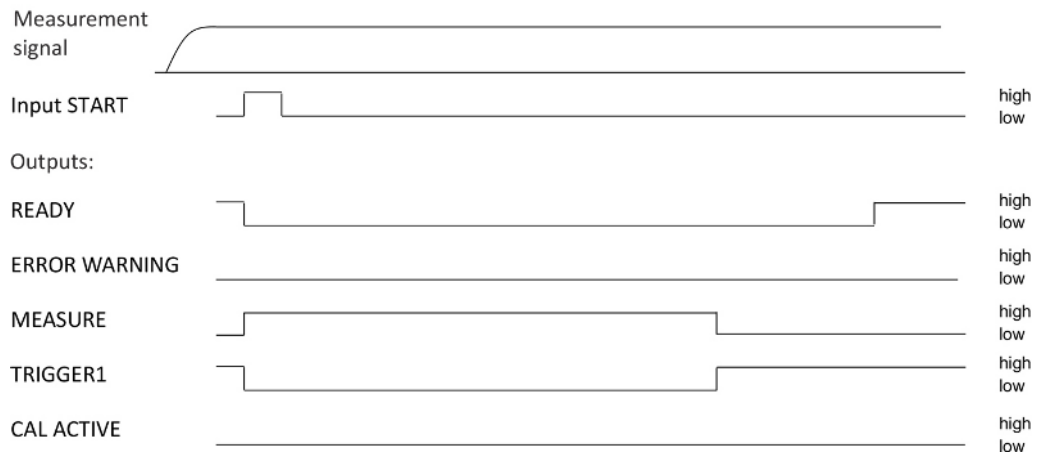 Measurement
signal
Input START
high
low
Outputs:
READY
high
low
ERROR WARNING
high
low
MEASURE
high
low
TRIGGER1
high
low
CAL ACTIVE
high
low